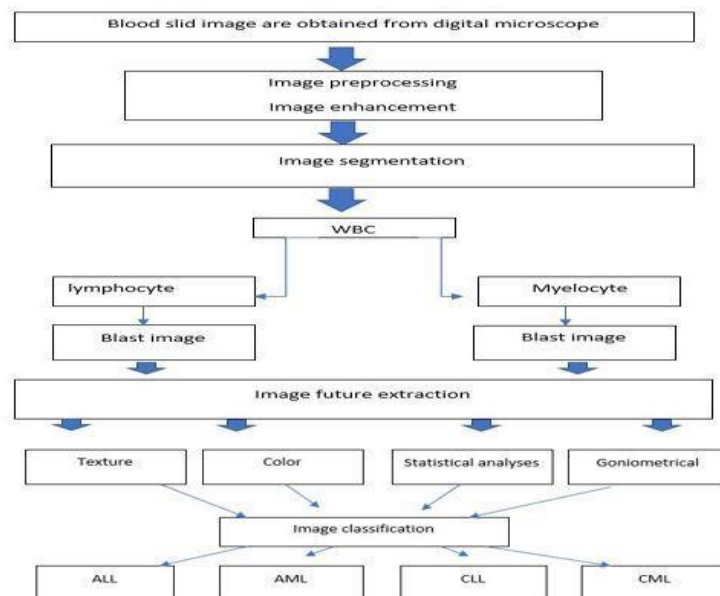 Blood slid image are obtained from digital microscope
Image preprocessing
Image enhancement
Image segmentation
WBC
lymphocyte
Myelocyte
Blast image
Blast image
Image future extraction
Texture
Color
Statistical analyses
Goniometrical
Image classification
ALL
AML
CLL
CML